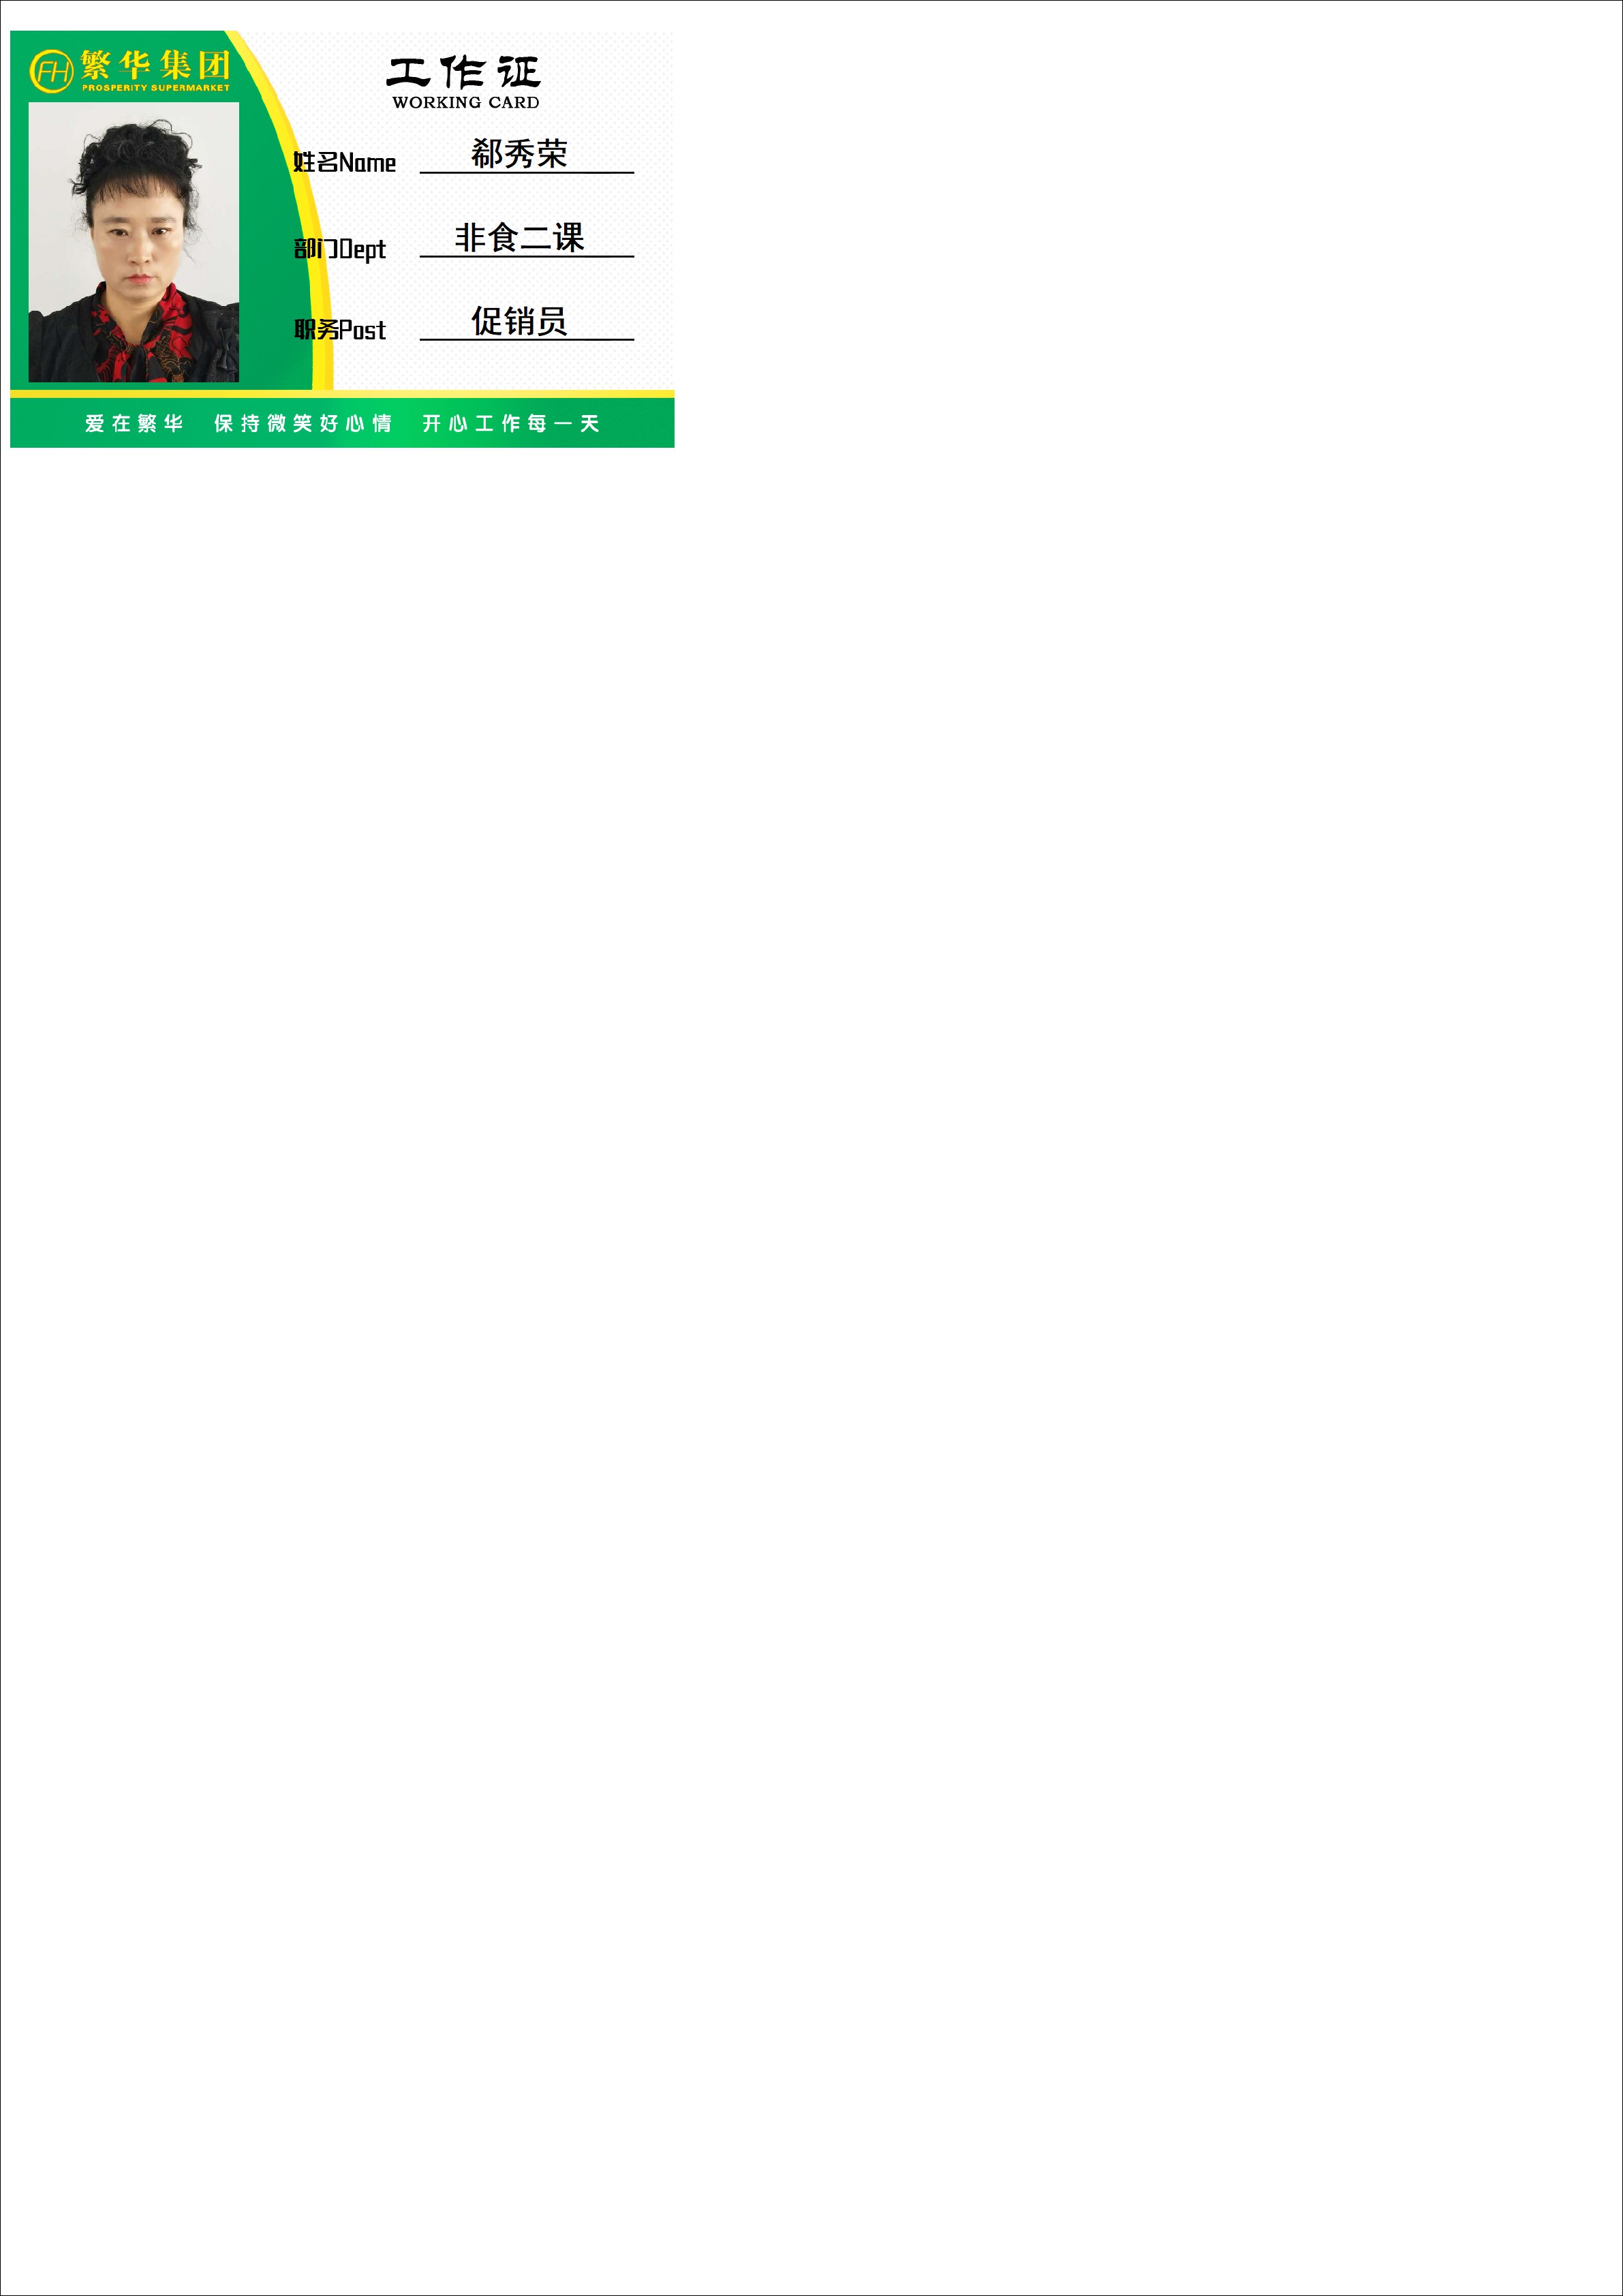 FH 繁华集团
PROSPERITY SUPERMARKET
工作证
WORKING CARD
姓名Name 郗秀荣
部门Dept 非食二课
职务Post 促销员
爱在繁华 保持微笑好心情 开心工作每一天